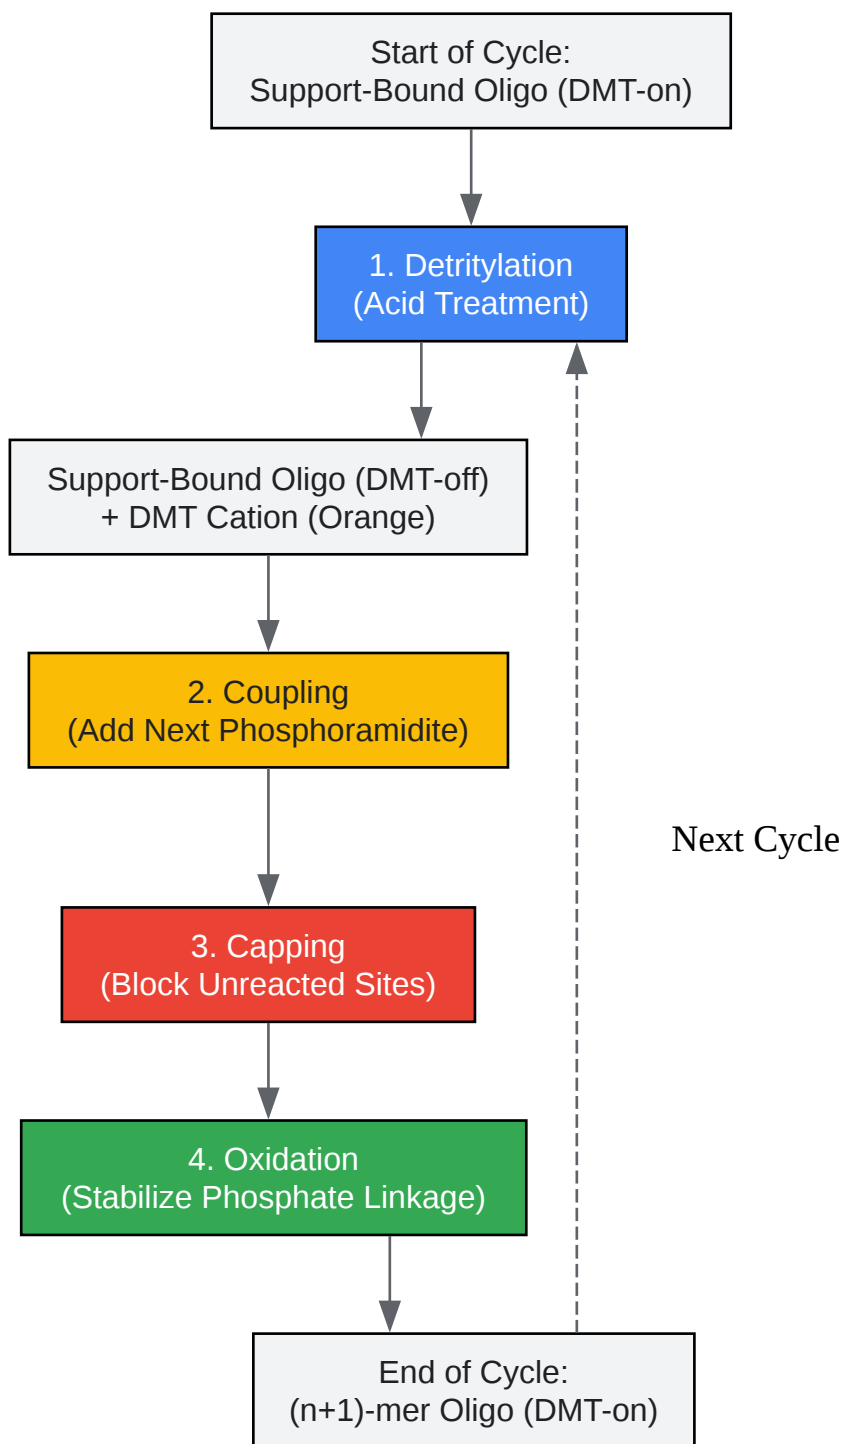 Start of Cycle:
Support-Bound Oligo (DMT-on)
1. Detritylation
(Acid Treatment)
Support-Bound Oligo (DMT-off)
+ DMT Cation (Orange)
2. Coupling
(Add Next Phosphoramidite)
Next Cycle
3. Capping
(Block Unreacted Sites)
4. Oxidation
(Stabilize Phosphate Linkage)
End of Cycle:
(n+1)-mer Oligo (DMT-on)